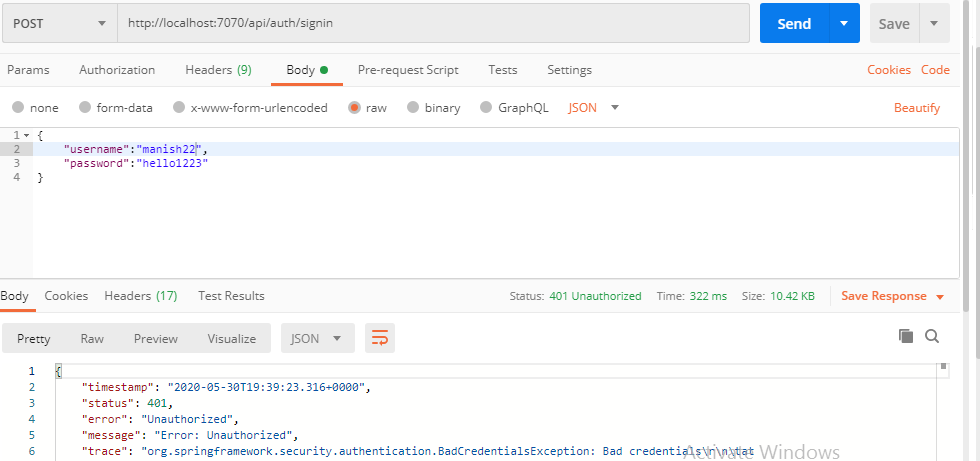 POST http://localhost:7070/api/auth/signin Send Save
Params Authorization Headers (9) Body Pre-request Script Tests Settings Cookies Code
none form-data x-www-form-urlencoded raw binary GraphQL JSON Beautify
1 {
2 "username":"manish22",
3 "password":"hello1223"
4 }
Body Cookies Headers (17) Test Results Status: 401 Unauthorized Time: 322 ms Size: 10.42 KB Save Response
Pretty Raw Preview Visualize JSON
1 {
2 "timestamp": "2020-05-30T19:39:23.316+0000",
3 "status": 401,
4 "error": "Unauthorized",
5 "message": "Error: Unauthorized",
6 "trace": "org.springframework.security.authentication.BadCredentialsException: Bad credentials\r\n\tat
Activate Windows